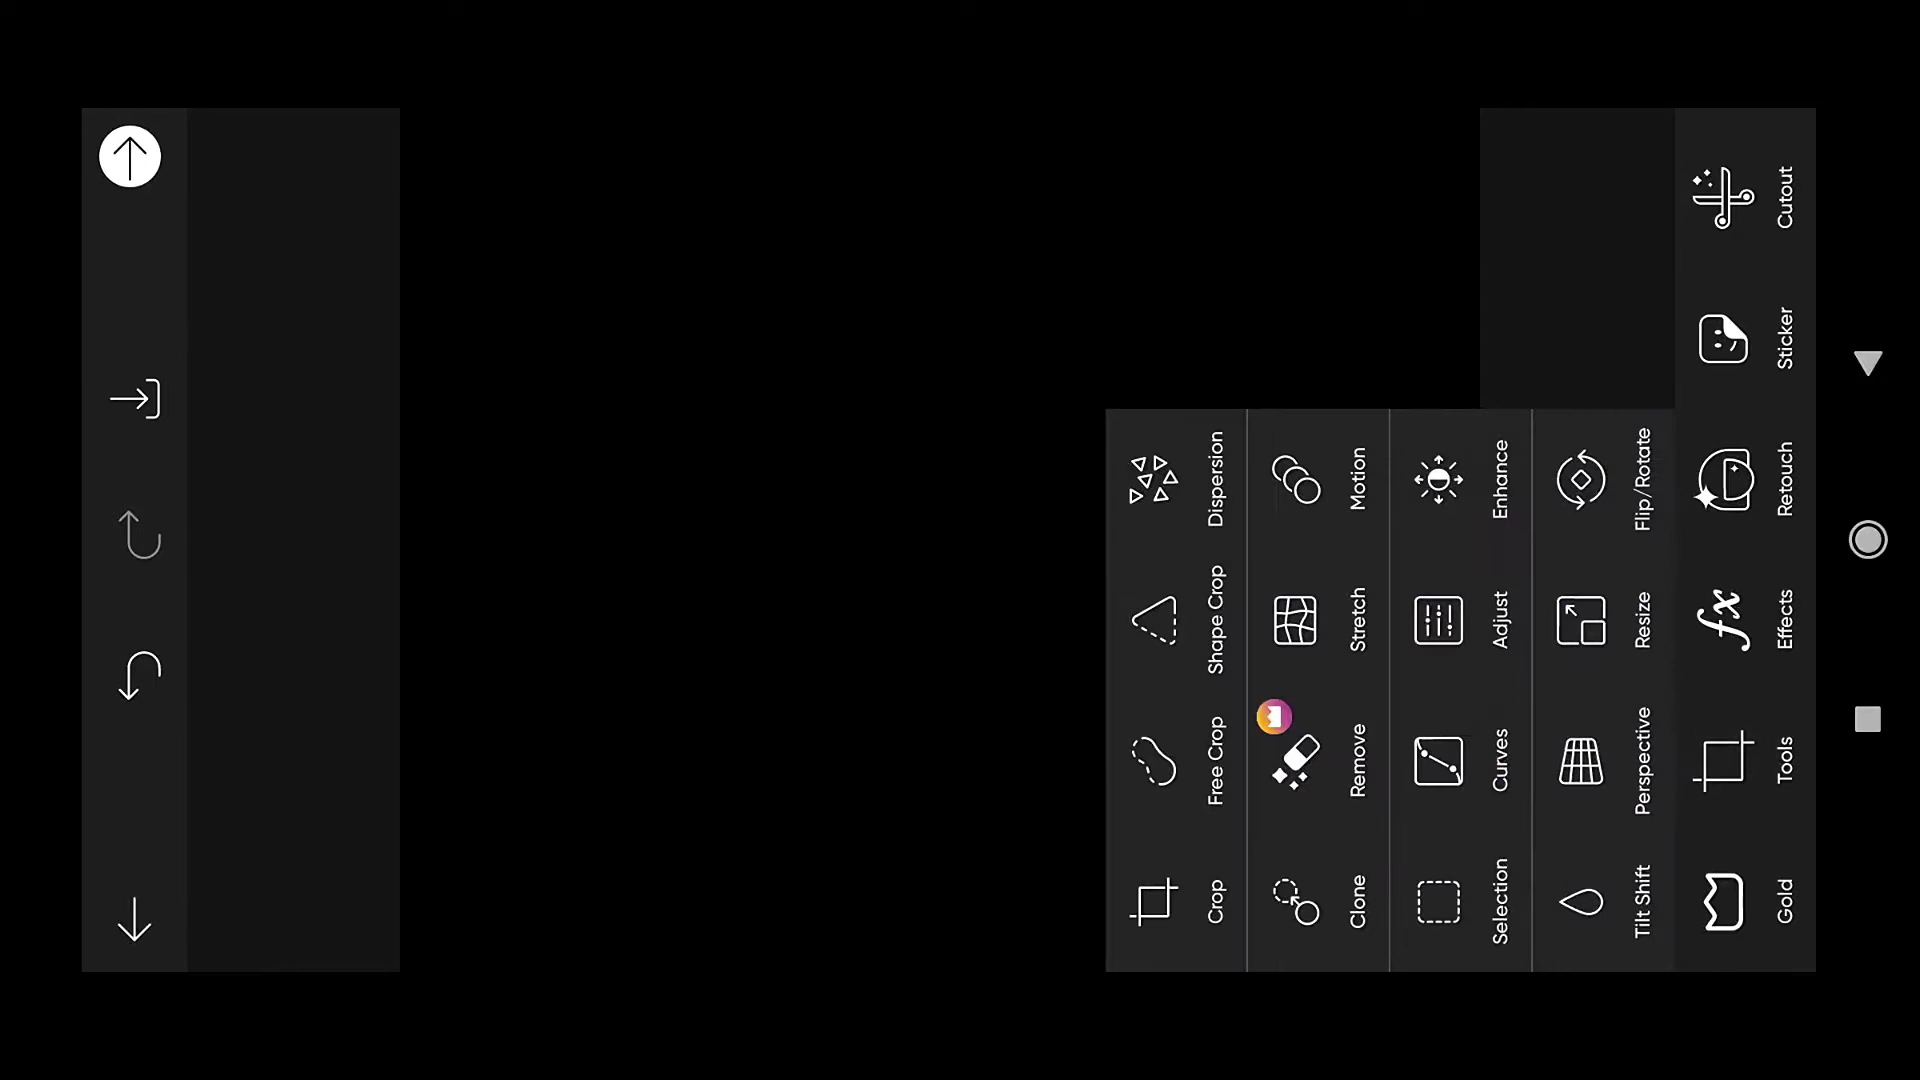 Crop
Free Crop
Shape Crop
Dispersion
Clone
Remove
Stretch
Motion
Selection
Curves
Adjust
Enhance
Tilt Shift
Perspective
Resize
Flip/Rotate
Gold
Tools
fx
Effects
Retouch
Sticker
Cutout